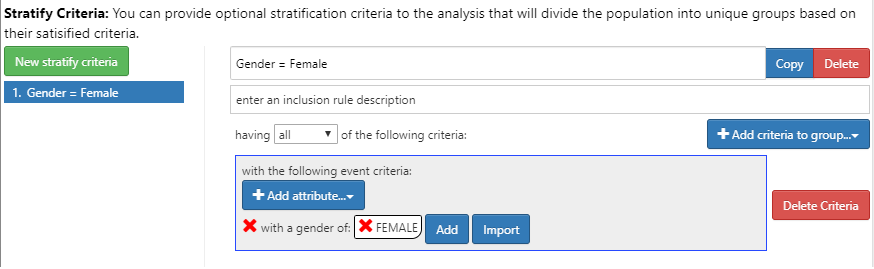 Stratify Criteria: You can provide optional stratification criteria to the analysis that will divide the population into unique groups based on
their satisified criteria.
New stratify criteria
1. Gender = Female
Gender = Female
Copy
Delete
enter an inclusion rule description
having all of the following criteria:
Add criteria to group...
with the following event criteria:
Add attribute...
with a gender of: FEMALE Add Import
Delete Criteria